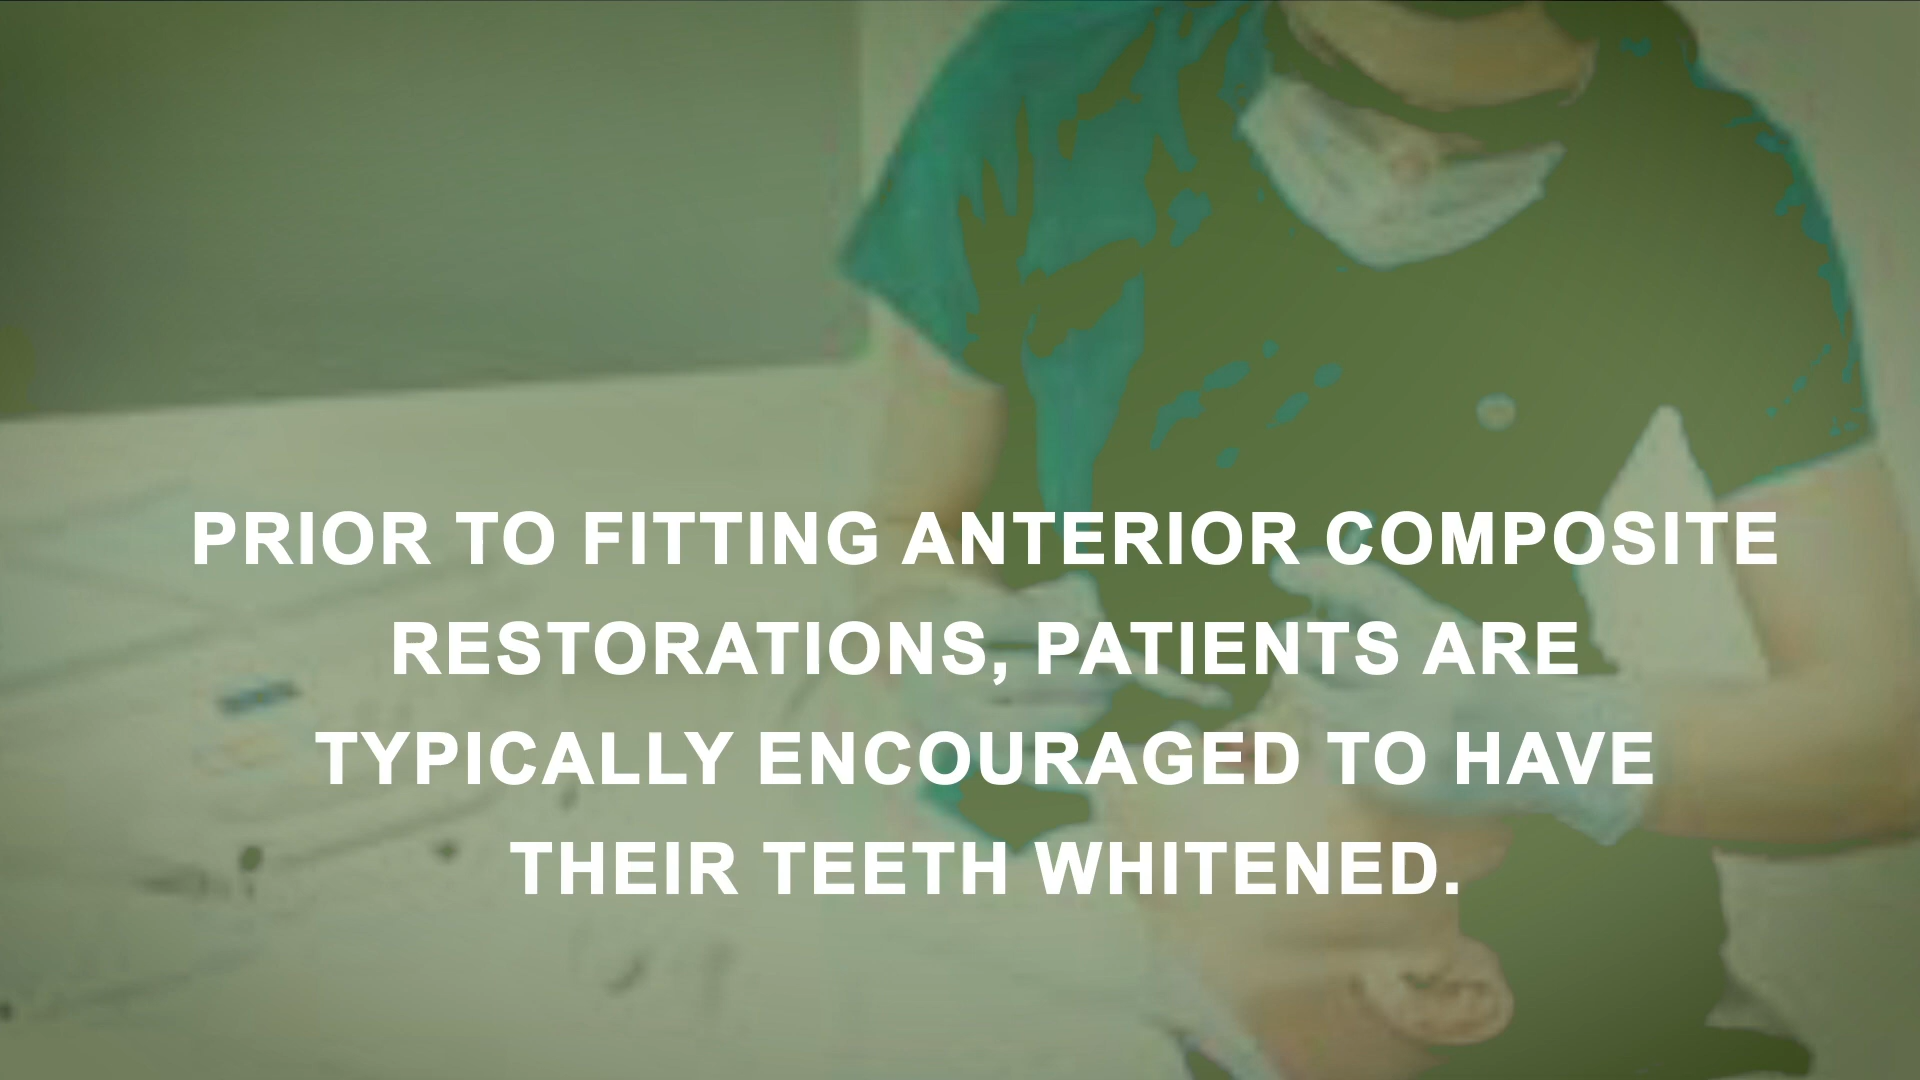 PRIOR TO FITTING ANTERIOR COMPOSITE
RESTORATIONS, PATIENTS ARE
TYPICALLY ENCOURAGED TO HAVE
THEIR TEETH WHITENED.